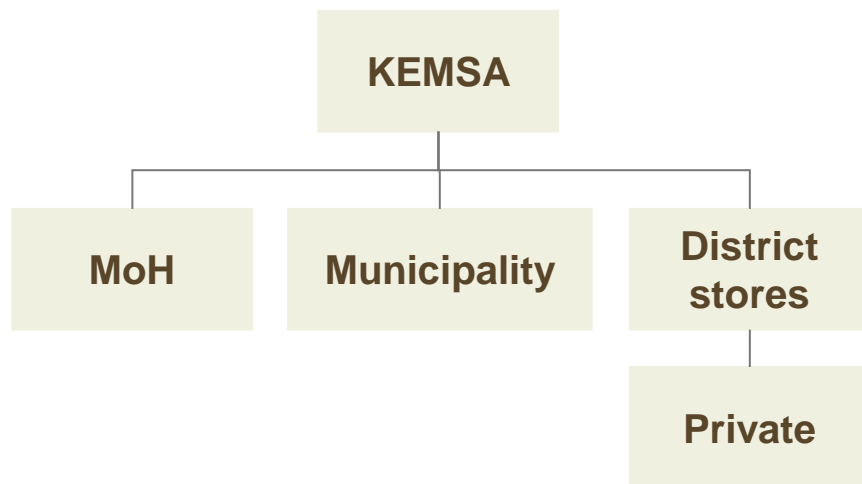 KEMSA
MoH
Municipality
District
stores
Private